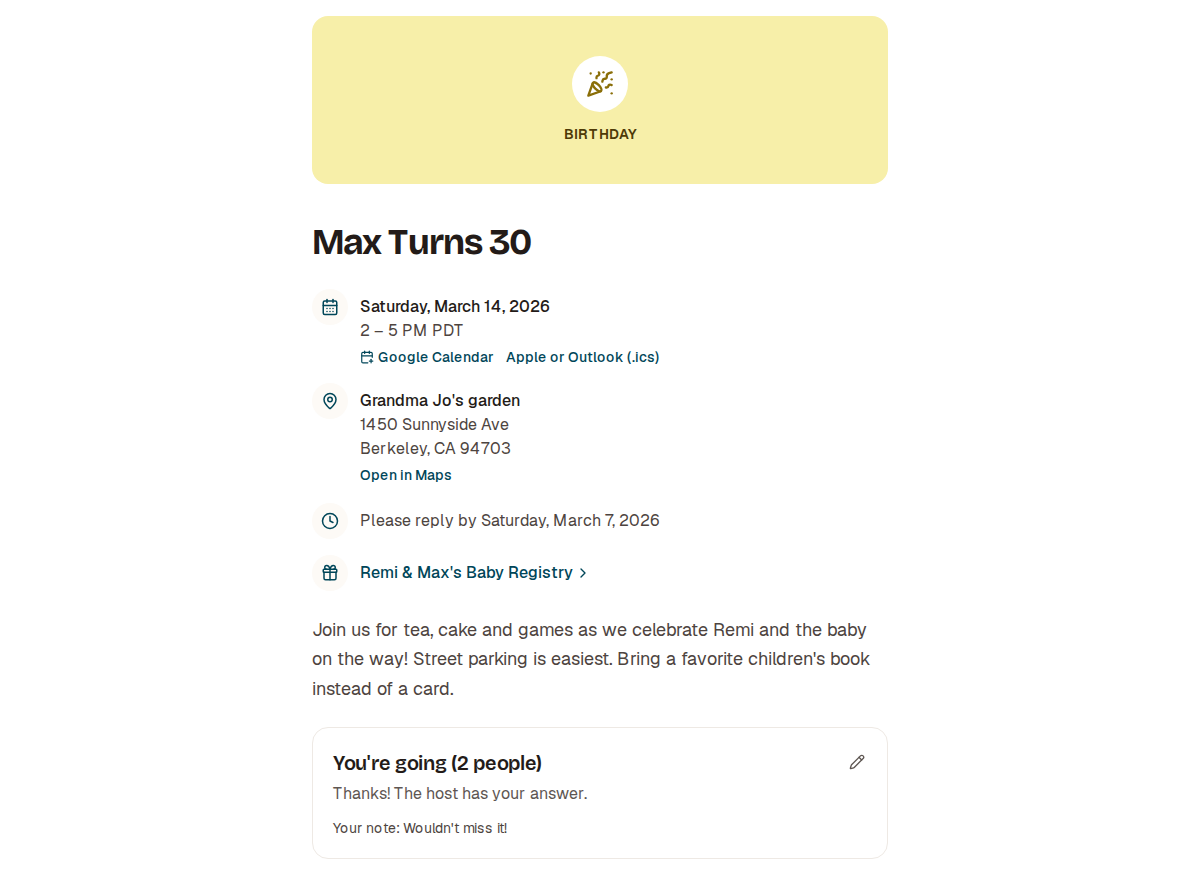 BIRTHDAY
Max Turns 30
Saturday, March 14, 2026
2 – 5 PM PDT
Google Calendar Apple or Outlook (.ics)
Grandma Jo's garden
1450 Sunnyside Ave
Berkeley, CA 94703
Open in Maps
Please reply by Saturday, March 7, 2026
Remi & Max's Baby Registry
Join us for tea, cake and games as we celebrate Remi and the baby
on the way! Street parking is easiest. Bring a favorite children's book
instead of a card.
You're going (2 people)
Thanks! The host has your answer.
Your note: Wouldn't miss it!